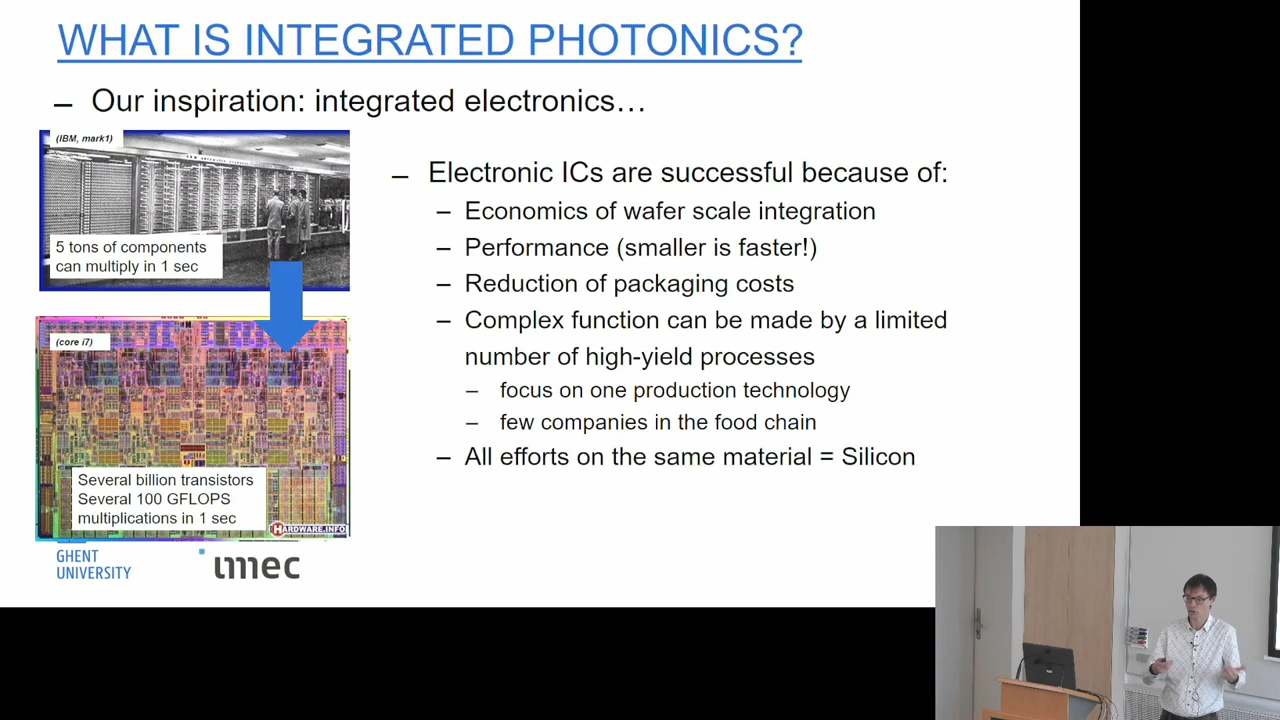 WHAT IS INTEGRATED PHOTONICS?
– Our inspiration: integrated electronics…
(IBM, mark1)
5 tons of components
can multiply in 1 sec
(core i7)
Several billion transistors
Several 100 GFLOPS
multiplications in 1 sec
HARDWARE.INFO
– Electronic ICs are successful because of:
– Economics of wafer scale integration
– Performance (smaller is faster!)
– Reduction of packaging costs
– Complex function can be made by a limited
number of high-yield processes
– focus on one production technology
– few companies in the food chain
– All efforts on the same material = Silicon
GHENT
UNIVERSITY
imec